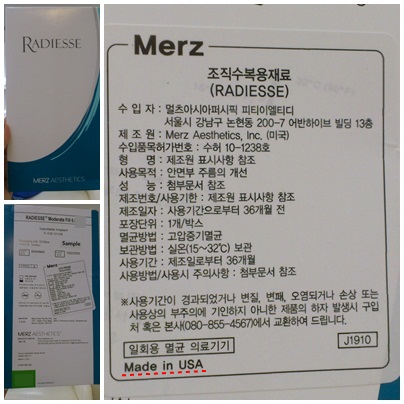 RADIESSE
MERZ AESTHETICS
RADIESSE
Sample
MERZ AESTHETICS
Merz
조직수복용재료
(RADIESSE)
수 입 자 : 멀츠아시아퍼시픽 피티이엘티디
서울시 강남구 논현동 200-7 어반하이브 빌딩 13층
제 조 원 : Merz Aesthetics, Inc. (미국)
수입품목허가번호 : 수허 10-1238호
형 명 : 제조원 표시사항 참조
사용목적 : 안면부 주름의 개선
성 능 : 첨부문서 참조
제조번호/사용기한 : 제조원 표시사항 참조
제조일자 : 사용기간으로부터 36개월 전
포장단위 : 1개/박스
멸균방법 : 고압증기멸균
보관방법 : 실온(15~32℃) 보관
사용기간 : 제조일로부터 36개월
사용방법/사용시 주의사항 : 첨부문서 참조
※사용기간이 경과되었거나 변질, 변패, 오염되거나 손상 또는
사용상의 부주의에 기인하지 아니한 제품의 하자 발생시 구입
처 혹은 본사(080-855-4567)에서 교환하여 드립니다.
일회용 멸균 의료기기
J1910
Made in USA